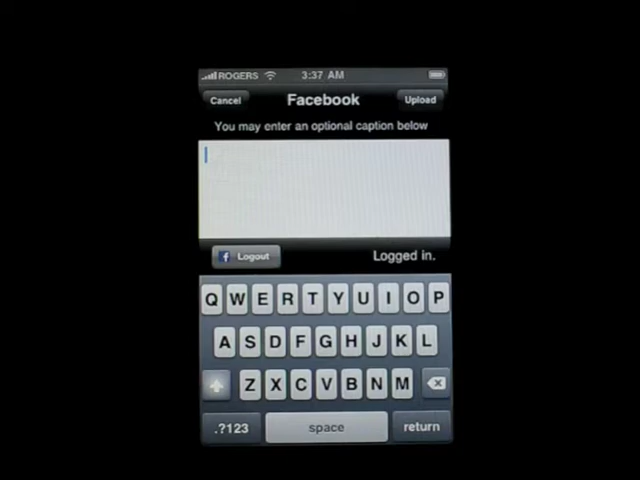 ROGERS 3:37 AM
Cancel Facebook Upload
You may enter an optional caption below
f Logout Logged in.
Q W E R T Y U I O P
A S D F G H J K L
Z X C V B N M
.?123 space return